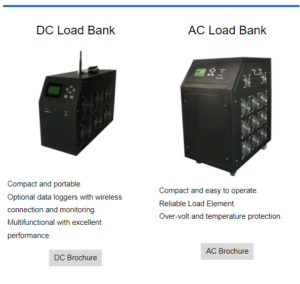 DC Load Bank
Compact and portable.
Optional data loggers with wireless
connection and monitoring.
Multifunctional with excellent
performance.
DC Brochure
AC Load Bank
Compact and easy to operate.
Reliable Load Element.
Over-volt and temperature protection.
AC Brochure